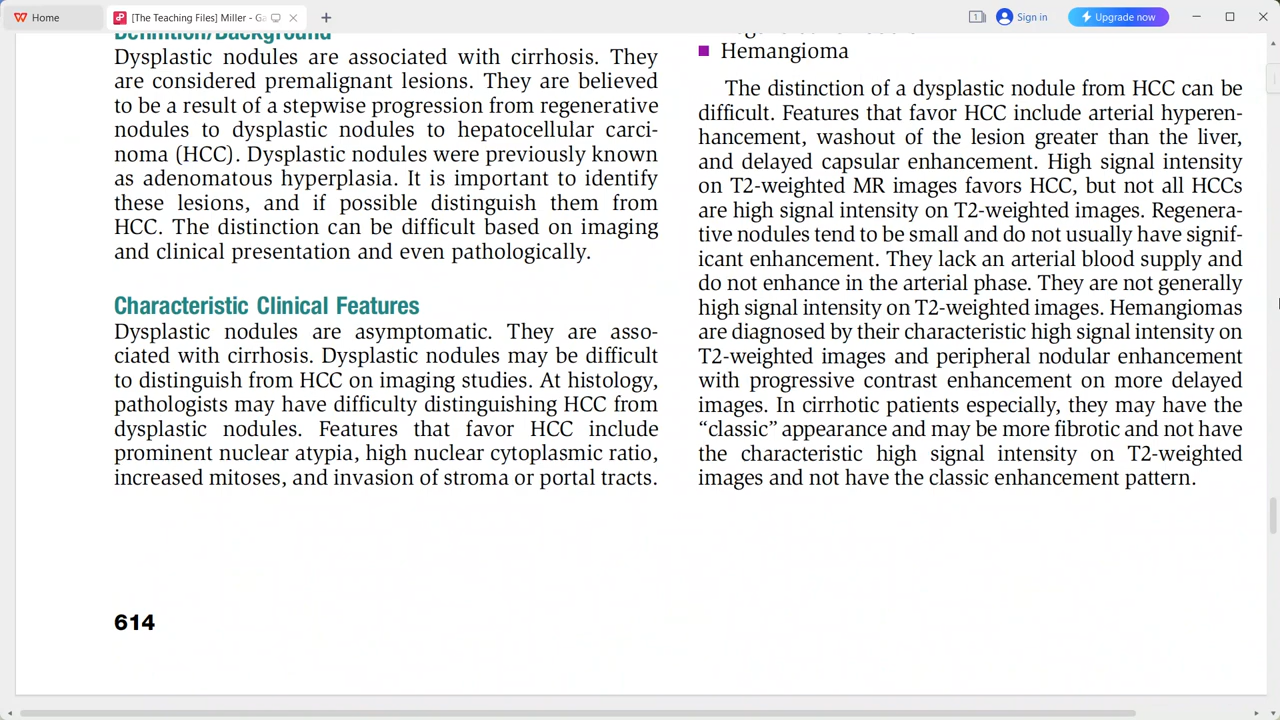 Home
[The Teaching Files] Miller - Ga
1
Sign in
Upgrade now
Definition/Background
Dysplastic nodules are associated with cirrhosis. They
are considered premalignant lesions. They are believed
to be a result of a stepwise progression from regenerative
nodules to dysplastic nodules to hepatocellular carci-
noma (HCC). Dysplastic nodules were previously known
as adenomatous hyperplasia. It is important to identify
these lesions, and if possible distinguish them from
HCC. The distinction can be difficult based on imaging
and clinical presentation and even pathologically.
Characteristic Clinical Features
Dysplastic nodules are asymptomatic. They are asso-
ciated with cirrhosis. Dysplastic nodules may be difficult
to distinguish from HCC on imaging studies. At histology,
pathologists may have difficulty distinguishing HCC from
dysplastic nodules. Features that favor HCC include
prominent nuclear atypia, high nuclear cytoplasmic ratio,
increased mitoses, and invasion of stroma or portal tracts.
614
■ Hemangioma
The distinction of a dysplastic nodule from HCC can be
difficult. Features that favor HCC include arterial hyperen-
hancement, washout of the lesion greater than the liver,
and delayed capsular enhancement. High signal intensity
on T2-weighted MR images favors HCC, but not all HCCs
are high signal intensity on T2-weighted images. Regenera-
tive nodules tend to be small and do not usually have signif-
icant enhancement. They lack an arterial blood supply and
do not enhance in the arterial phase. They are not generally
high signal intensity on T2-weighted images. Hemangiomas
are diagnosed by their characteristic high signal intensity on
T2-weighted images and peripheral nodular enhancement
with progressive contrast enhancement on more delayed
images. In cirrhotic patients especially, they may have the
“classic” appearance and may be more fibrotic and not have
the characteristic high signal intensity on T2-weighted
images and not have the classic enhancement pattern.